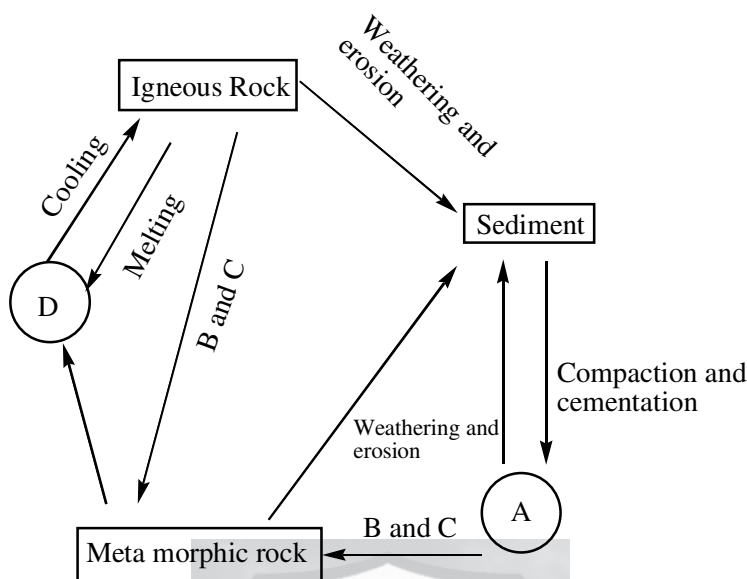 Weathering and
erosion
Igneous Rock
Cooling
Melting
Sediment
D
B and C
Compaction and
cementation
Weathering and
erosion
A
B and C
Meta morphic rock